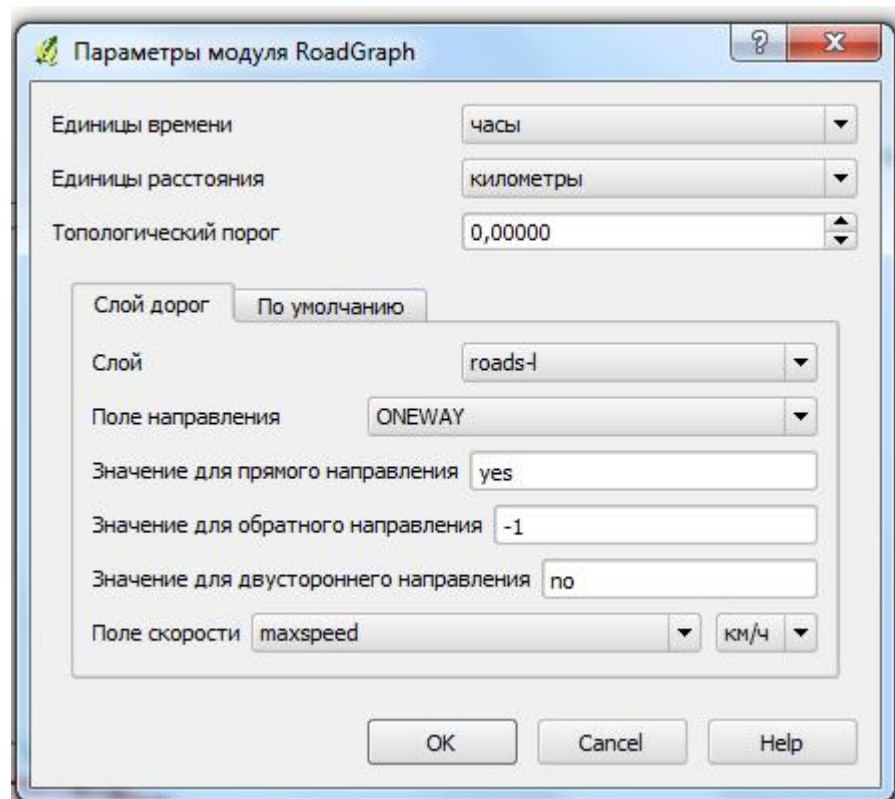 Параметры модуля RoadGraph
Единицы времени часы
Единицы расстояния километры
Топологический порог 0,00000
Слой дорог По умолчанию
Слой roads-l
Поле направления ONEWAY
Значение для прямого направления yes
Значение для обратного направления -1
Значение для двустороннего направления no
Поле скорости maxspeed км/ч
OK Cancel Help